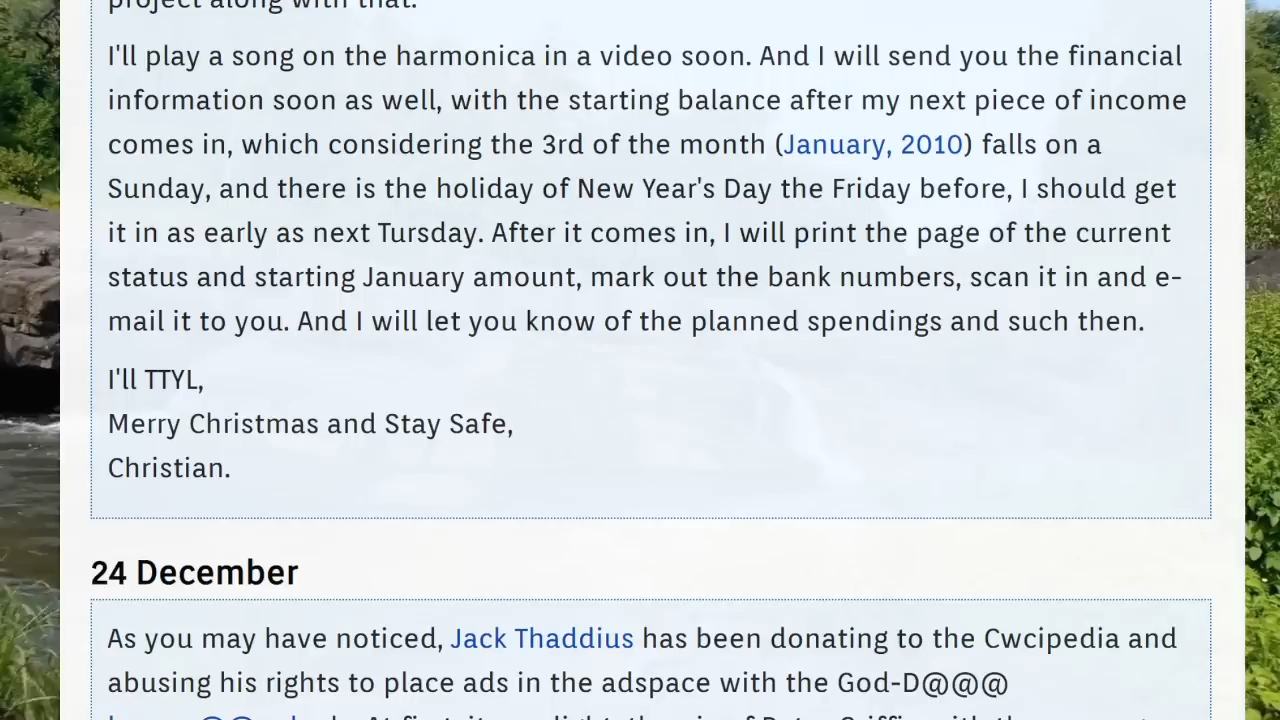 project along with that.
I'll play a song on the harmonica in a video soon. And I will send you the financial
information soon as well, with the starting balance after my next piece of income
comes in, which considering the 3rd of the month (January, 2010) falls on a
Sunday, and there is the holiday of New Year's Day the Friday before, I should get
it in as early as next Tursday. After it comes in, I will print the page of the current
status and starting January amount, mark out the bank numbers, scan it in and e-
mail it to you. And I will let you know of the planned spendings and such then.
I'll TTYL,
Merry Christmas and Stay Safe,
Christian.
24 December
As you may have noticed, Jack Thaddius has been donating to the Cwcipedia and
abusing his rights to place ads in the adspace with the God-D@@@